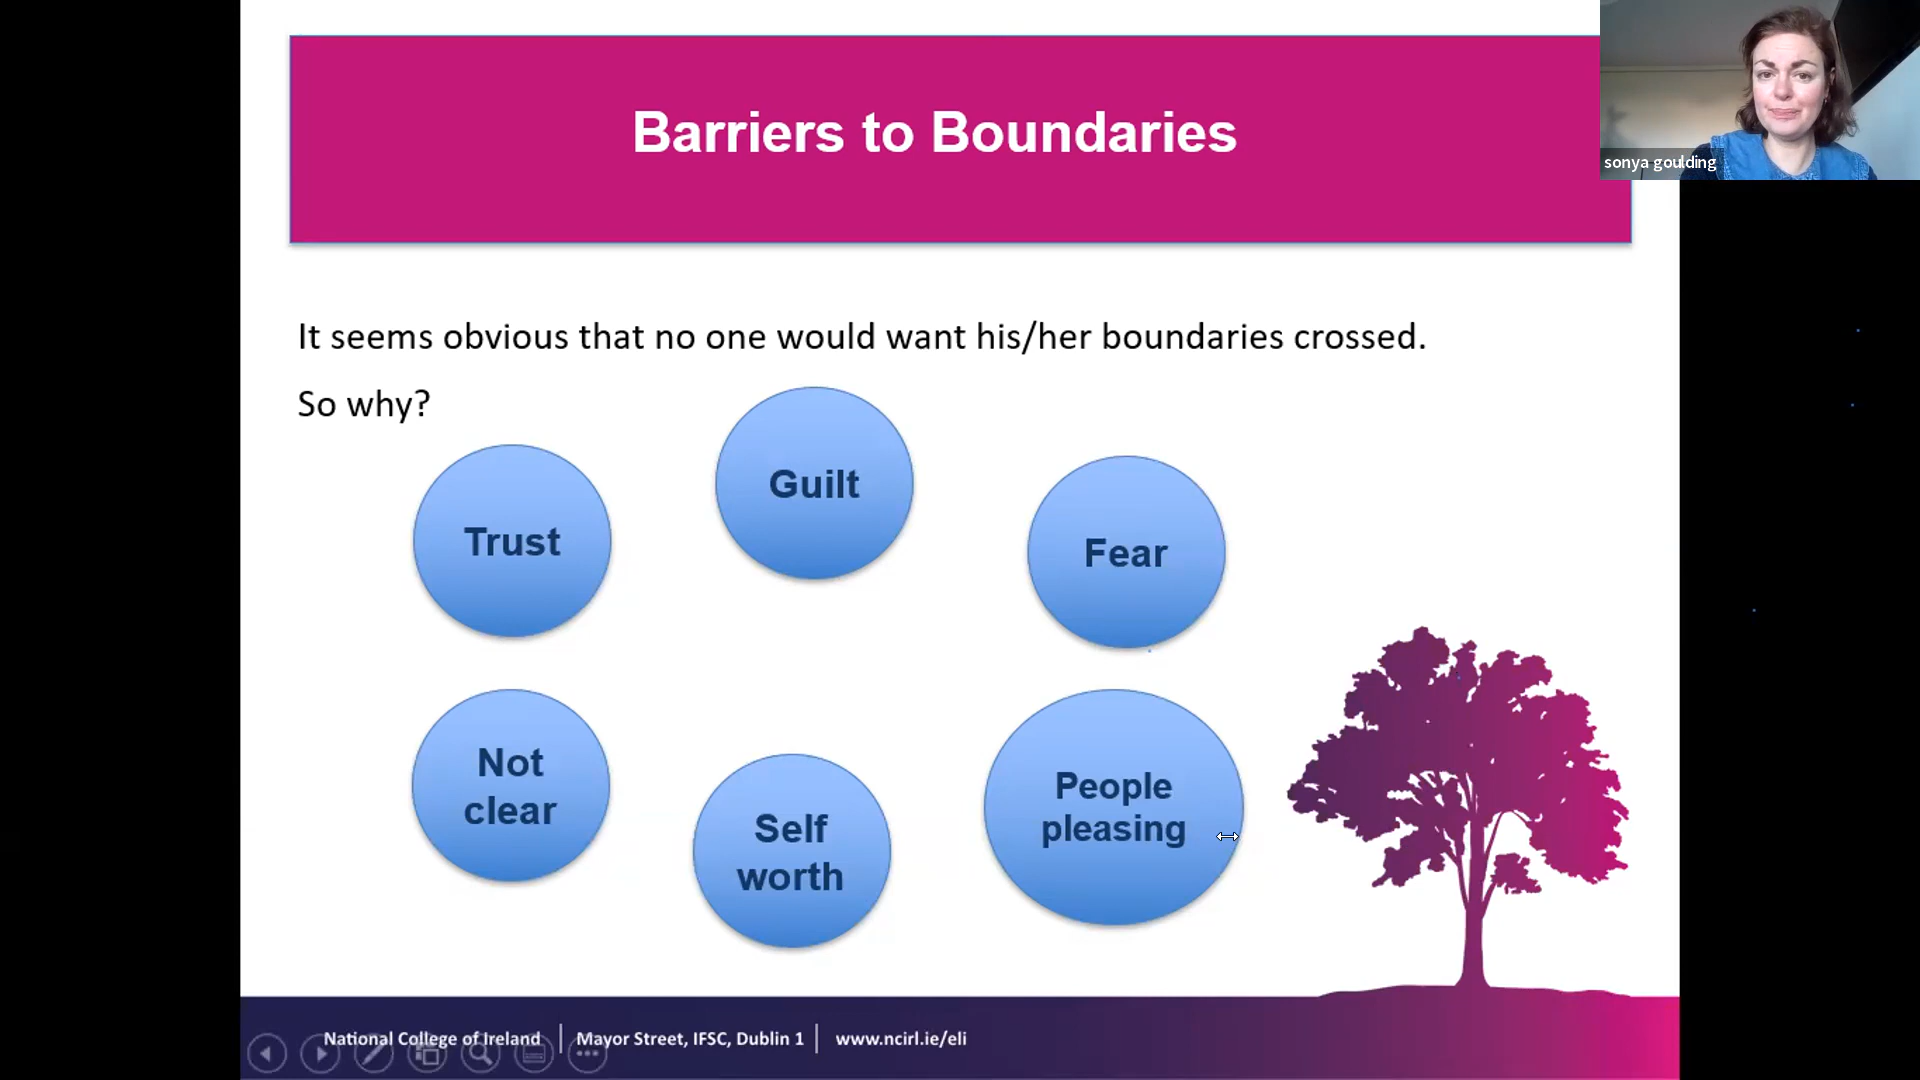 Barriers to Boundaries
sonya goulding
It seems obvious that no one would want his/her boundaries crossed.
So why?
Guilt
Trust
Fear
Not
clear
Self
worth
People
pleasing
National College of Ireland | Mayor Street, IFSC, Dublin 1 | www.ncirl.ie/eli